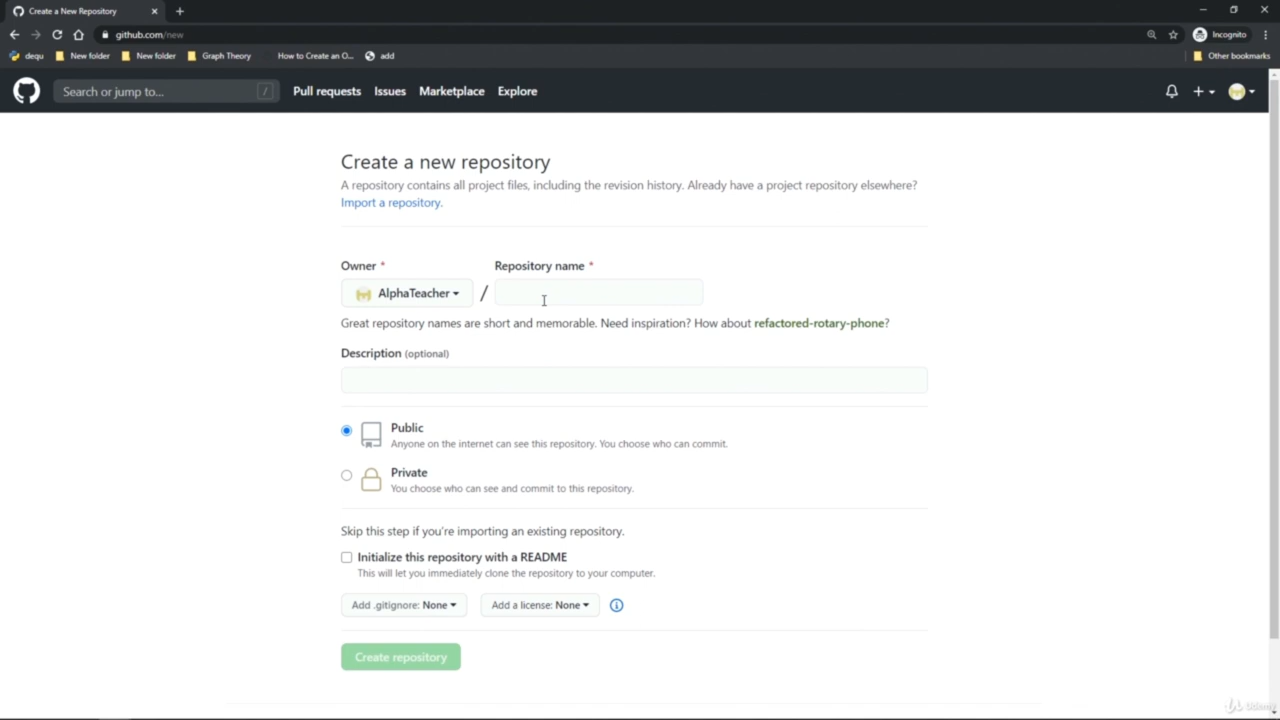 Create a New Repository
github.com/new
Incognito
dequ
New folder
New folder
Graph Theory
How to Create an O...
add
Other bookmarks
Search or jump to...
/
Pull requests
Issues
Marketplace
Explore
Create a new repository
A repository contains all project files, including the revision history. Already have a project repository elsewhere?
Import a repository.
Owner *
Repository name *
AlphaTeacher
/
Great repository names are short and memorable. Need inspiration? How about refactored-rotary-phone?
Description (optional)
Public
Anyone on the internet can see this repository. You choose who can commit.
Private
You choose who can see and commit to this repository.
Skip this step if you're importing an existing repository.
Initialize this repository with a README
This will let you immediately clone the repository to your computer.
Add .gitignore: None
Add a license: None
Create repository
Udemy